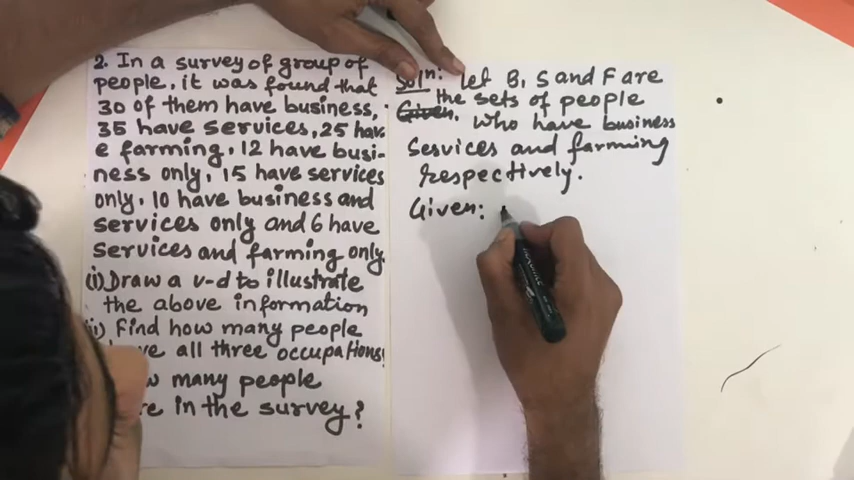 2. In a survey of group of
people, it was found that
30 of them have business,
35 have services, 25 hav
e farming, 12 have busi-
ness only, 15 have services
only, 10 have business and
services only and 6 have
services and farming only.
(i) Draw a v-d to illustrate
the above information
(ii) Find how many people
have all three occupations?
many people
in the survey?
Soln: Let B, S and F are
the sets of people
Given, who have business
services and farming
respectively.
Given: